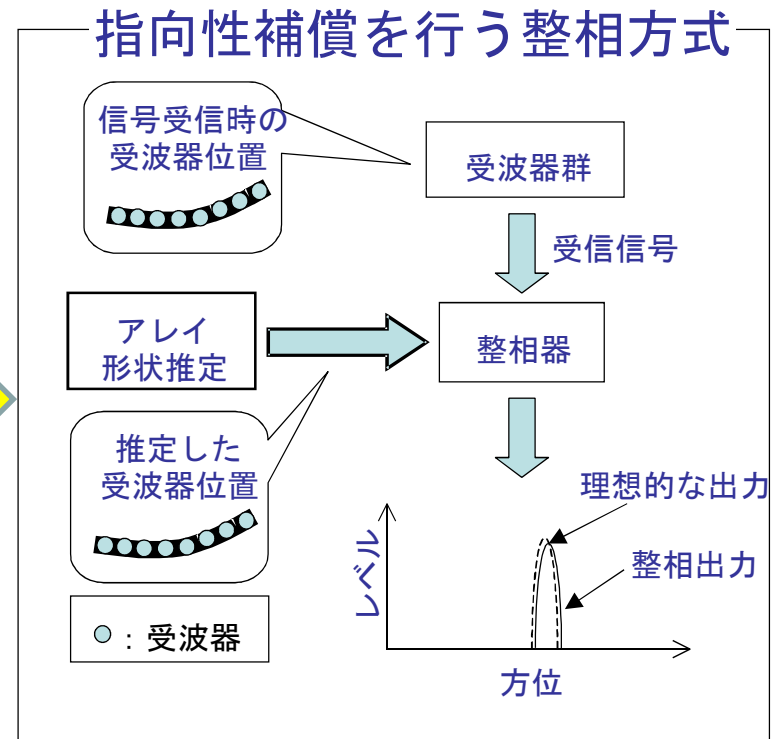 指向性補償を行う整相方式
信号受信時の
受波器位置
受波器群
受信信号
アレイ
形状推定
整相器
推定した
受波器位置
理想的な出力
整相出力
レベル
方位
：受波器